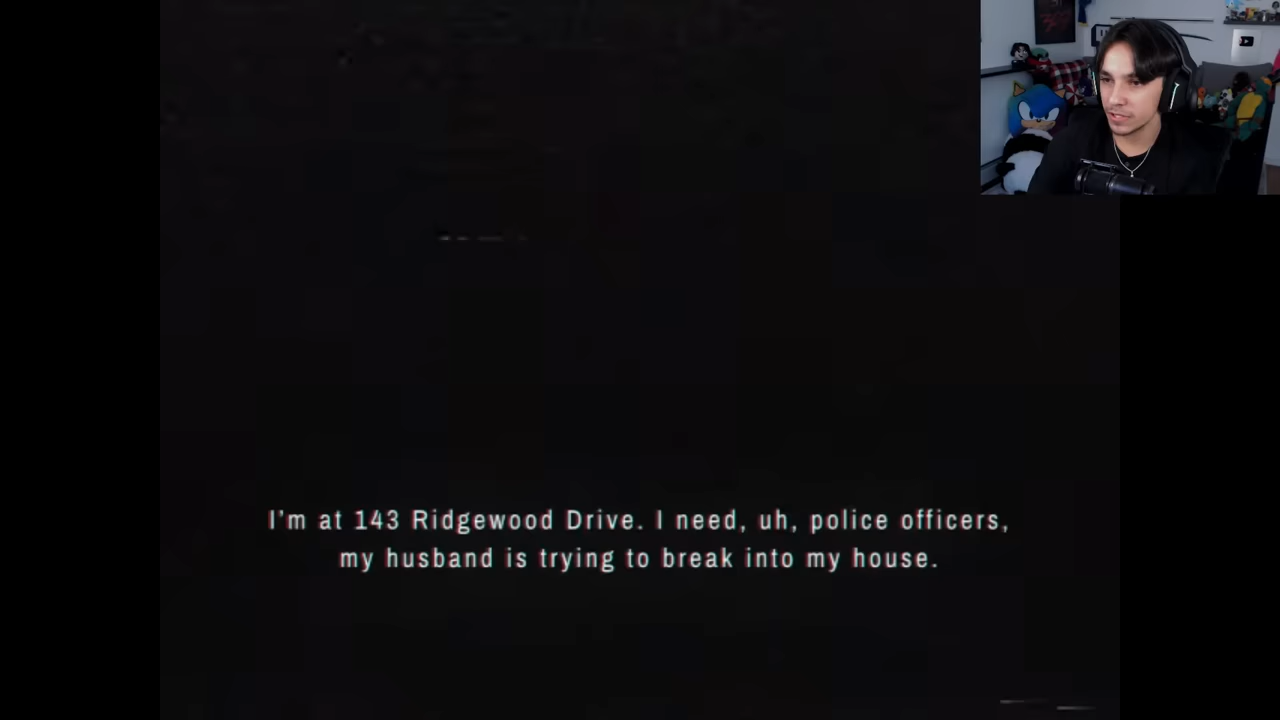 I'm at 143 Ridgewood Drive. I need, uh, police officers,
my husband is trying to break into my house.